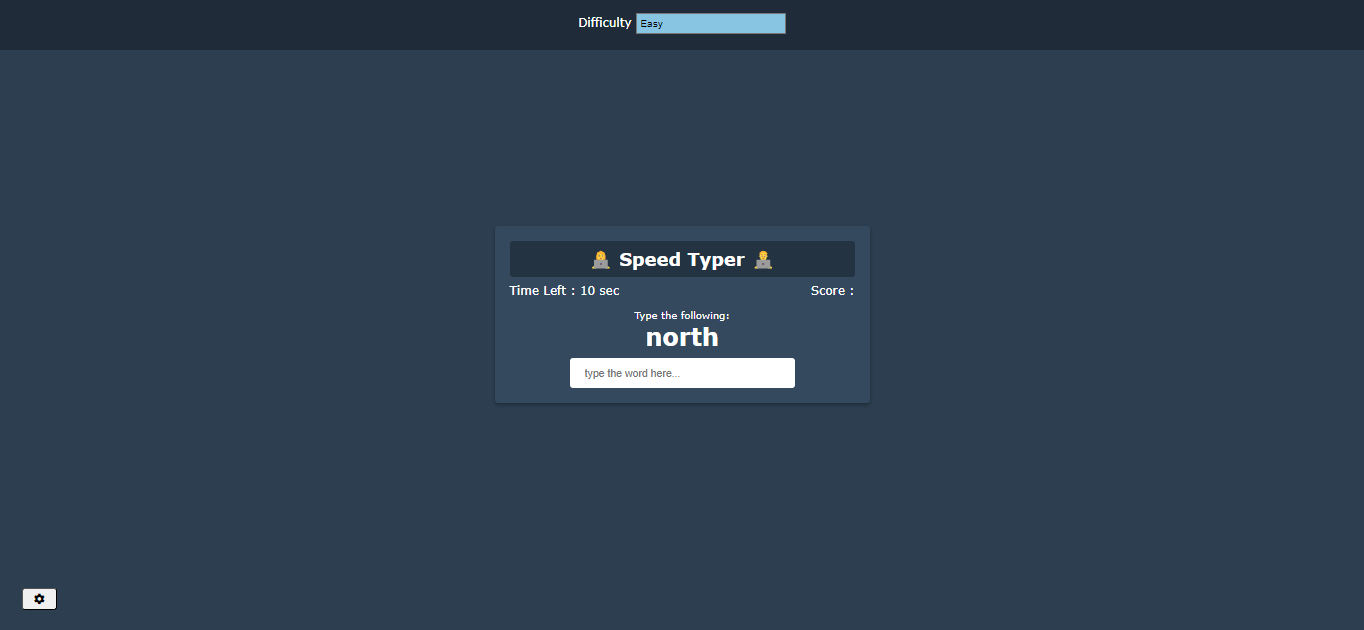 Difficulty Easy
Speed Typer
Time Left : 10 sec Score :
Type the following:
north
type the word here...